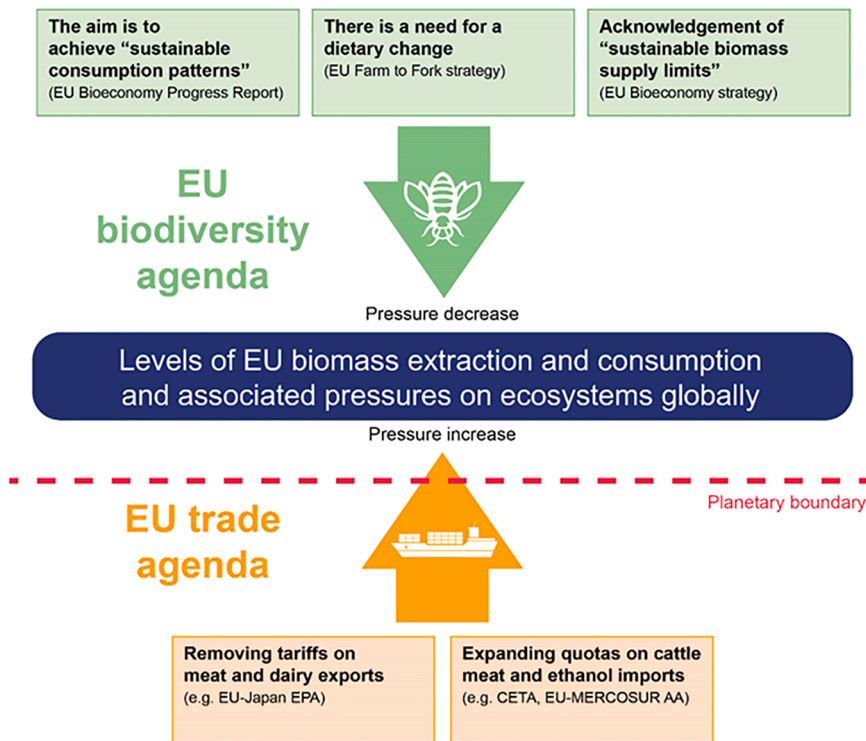 The aim is to
achieve “sustainable
consumption patterns”
(EU Bioeconomy Progress Report)
There is a need for a
dietary change
(EU Farm to Fork strategy)
Acknowledgement of
“sustainable biomass
supply limits”
(EU Bioeconomy strategy)
EU
biodiversity
agenda
Pressure decrease
Levels of EU biomass extraction and consumption
and associated pressures on ecosystems globally
Pressure increase
Planetary boundary
EU trade
agenda
Removing tariffs on
meat and dairy exports
(e.g. EU-Japan EPA)
Expanding quotas on cattle
meat and ethanol imports
(e.g. CETA, EU-MERCOSUR AA)